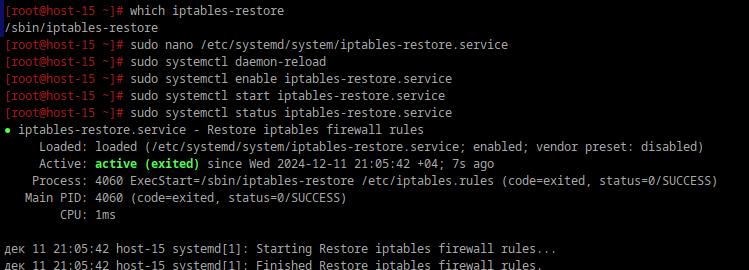 [root@host-15 ~]# which iptables-restore
/sbin/iptables-restore
[root@host-15 ~]# sudo nano /etc/systemd/system/iptables-restore.service
[root@host-15 ~]# sudo systemctl daemon-reload
[root@host-15 ~]# sudo systemctl enable iptables-restore.service
[root@host-15 ~]# sudo systemctl start iptables-restore.service
[root@host-15 ~]# sudo systemctl status iptables-restore.service
● iptables-restore.service - Restore iptables firewall rules
     Loaded: loaded (/etc/systemd/system/iptables-restore.service; enabled; vendor preset: disabled)
     Active: active (exited) since Wed 2024-12-11 21:05:42 +04; 7s ago
    Process: 4060 ExecStart=/sbin/iptables-restore /etc/iptables.rules (code=exited, status=0/SUCCESS)
   Main PID: 4060 (code=exited, status=0/SUCCESS)
        CPU: 1ms

дек 11 21:05:42 host-15 systemd[1]: Starting Restore iptables firewall rules...
дек 11 21:05:42 host-15 systemd[1]: Finished Restore iptables firewall rules.